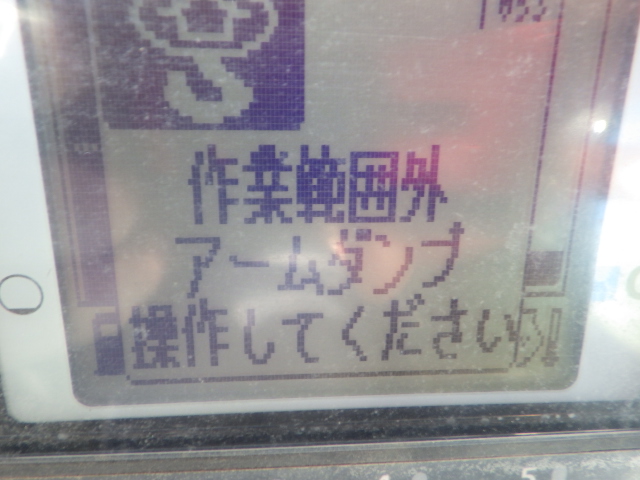 作業範囲外
アームダンプ
操作してください